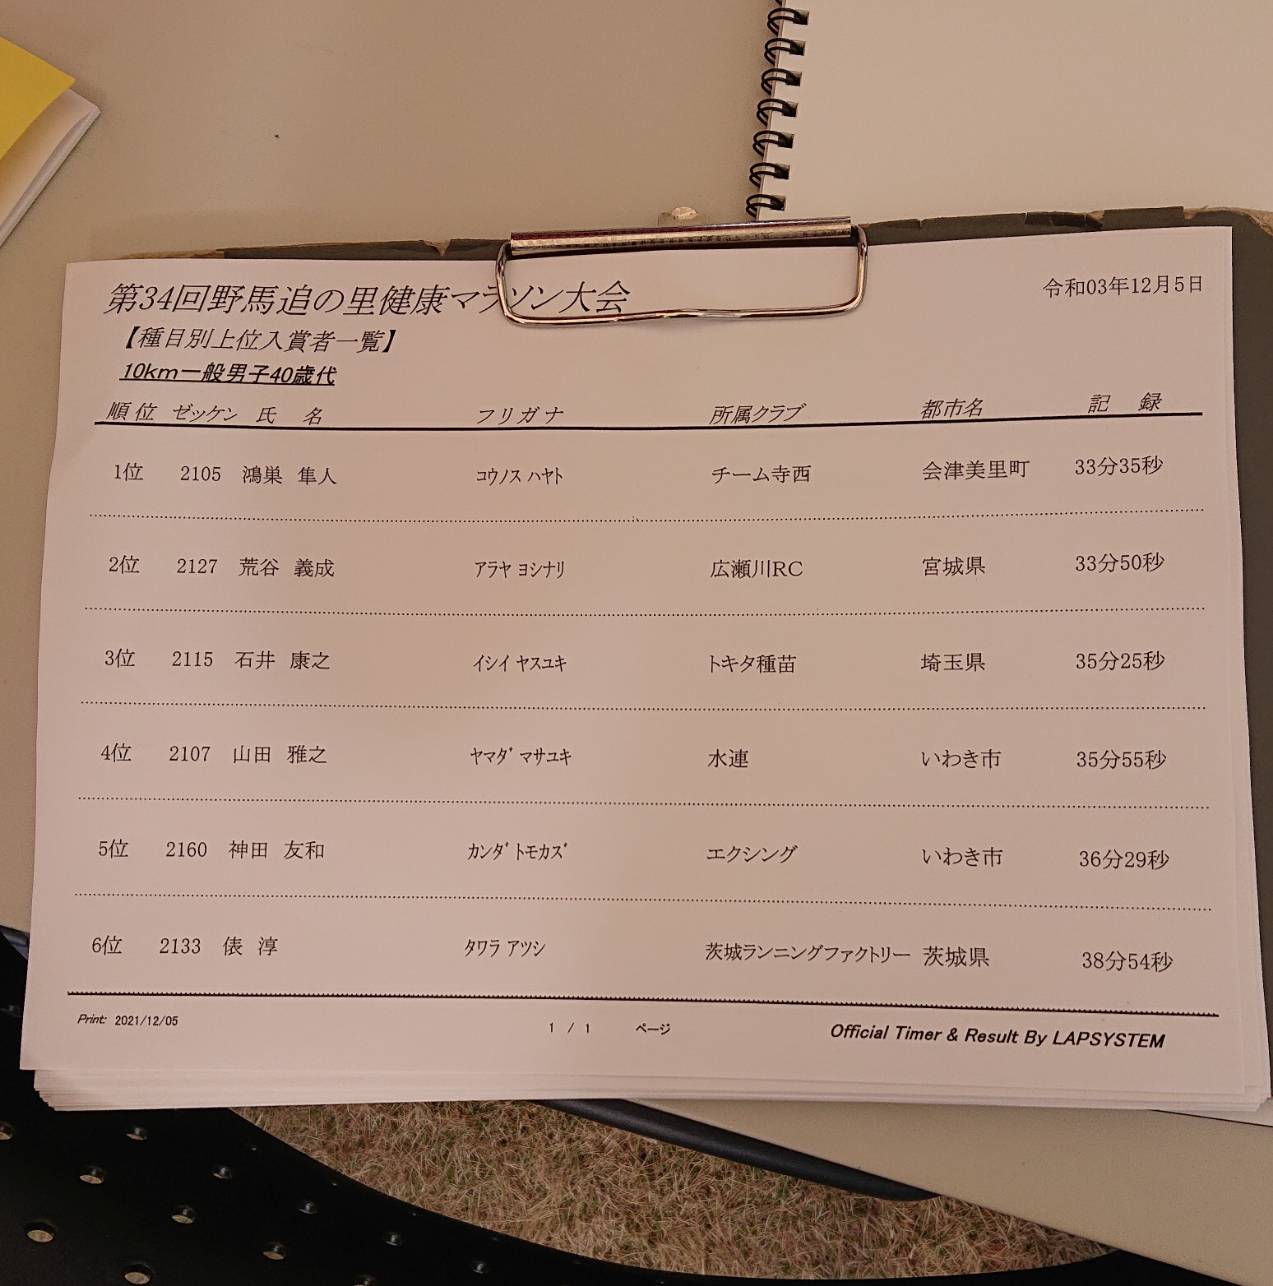 第34回野馬追の里健康マラソン大会
令和03年12月5日
【種目別上位入賞者一覧】
10km一般男子40歳代
順位 ゼッケン 氏 名 フリガナ 所属クラブ 都市名 記 録
1位 2105 鴻巣 隼人 ｺｳﾉｽ ﾊﾔﾄ チーム寺西 会津美里町 33分35秒
2位 2127 荒谷 義成 ｱﾗﾔ ﾖｼﾅﾘ 広瀬川RC 宮城県 33分50秒
3位 2115 石井 康之 ｲｼｲ ﾔｽﾕｷ トキタ種苗 埼玉県 35分25秒
4位 2107 山田 雅之 ﾔﾏﾀﾞ ﾏｻﾕｷ 水連 いわき市 35分55秒
5位 2160 神田 友和 ｶﾝﾀﾞ ﾄﾓｶｽﾞ エクシング いわき市 36分29秒
6位 2133 俵 淳 ﾀﾜﾗ ｱﾂｼ 茨城ランニングファクトリー 茨城県 38分54秒
Print: 2021/12/05 1 / 1 ページ Official Timer & Result By LAPSYSTEM